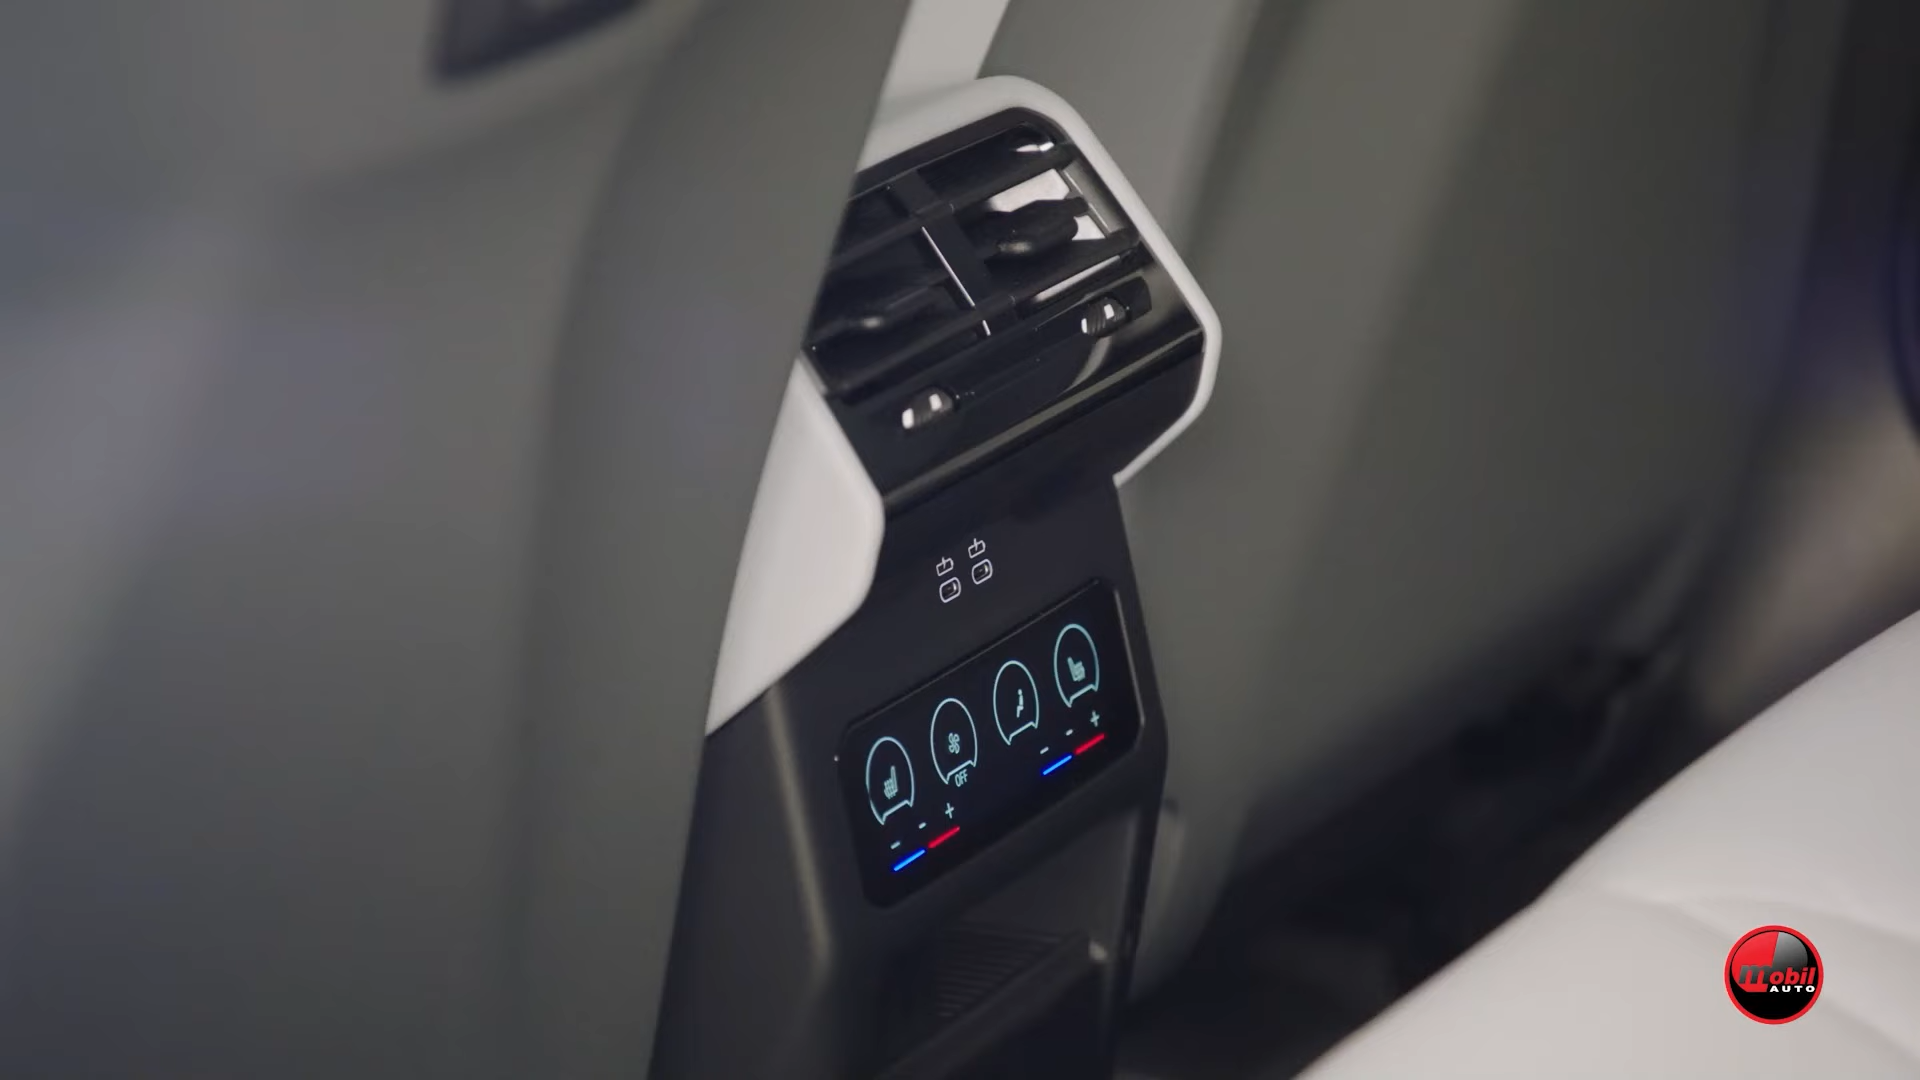 OFF
- - +
- - +
Mobil
AUTO